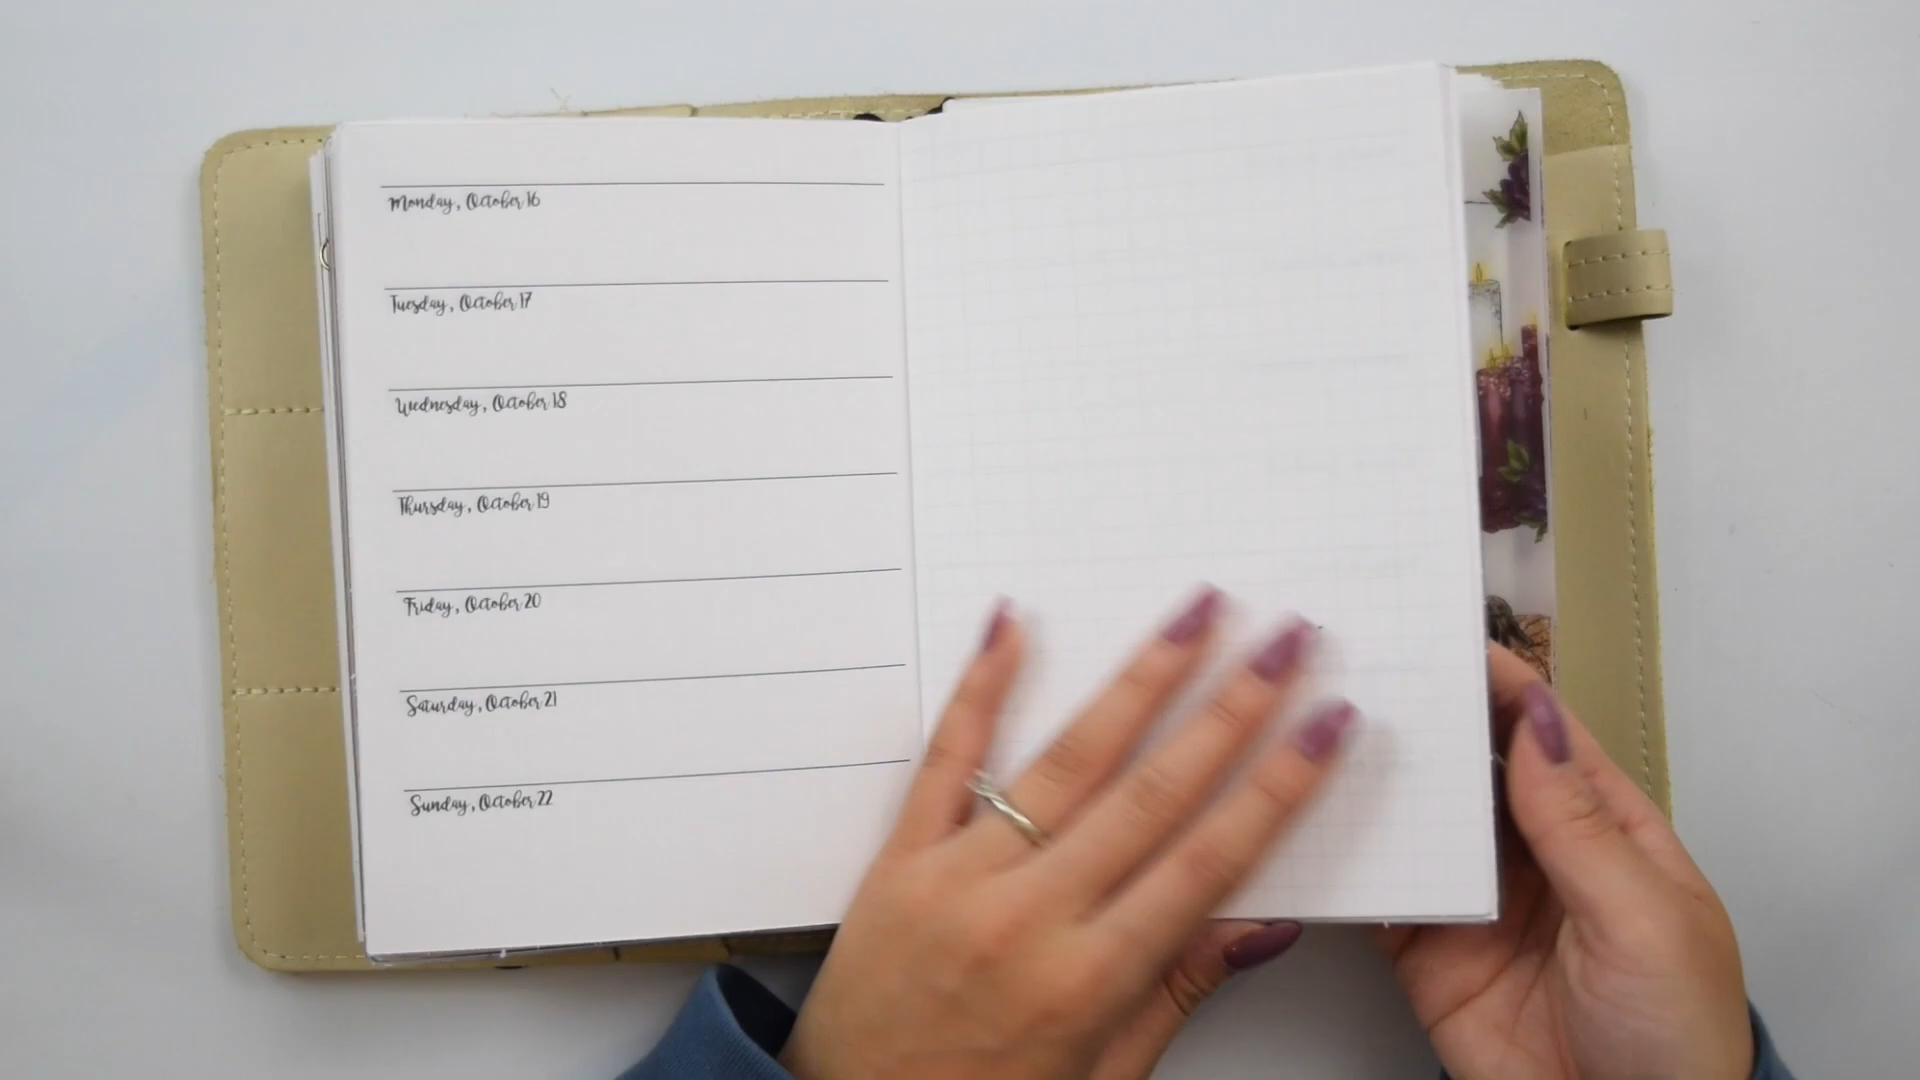 Monday, October 16
Tuesday, October 17
Wednesday, October 18
Thursday, October 19
Friday, October 20
Saturday, October 21
Sunday, October 22